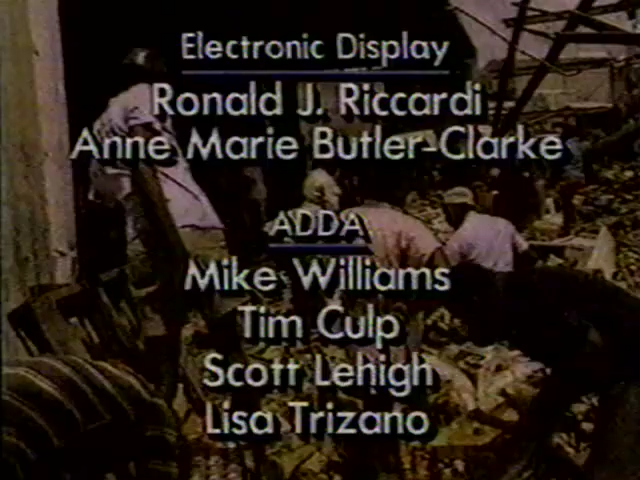 Electronic Display
Ronald J. Riccardi
Anne Marie Butler-Clarke
ADDA
Mike Williams
Tim Culp
Scott Lehigh
Lisa Trizano